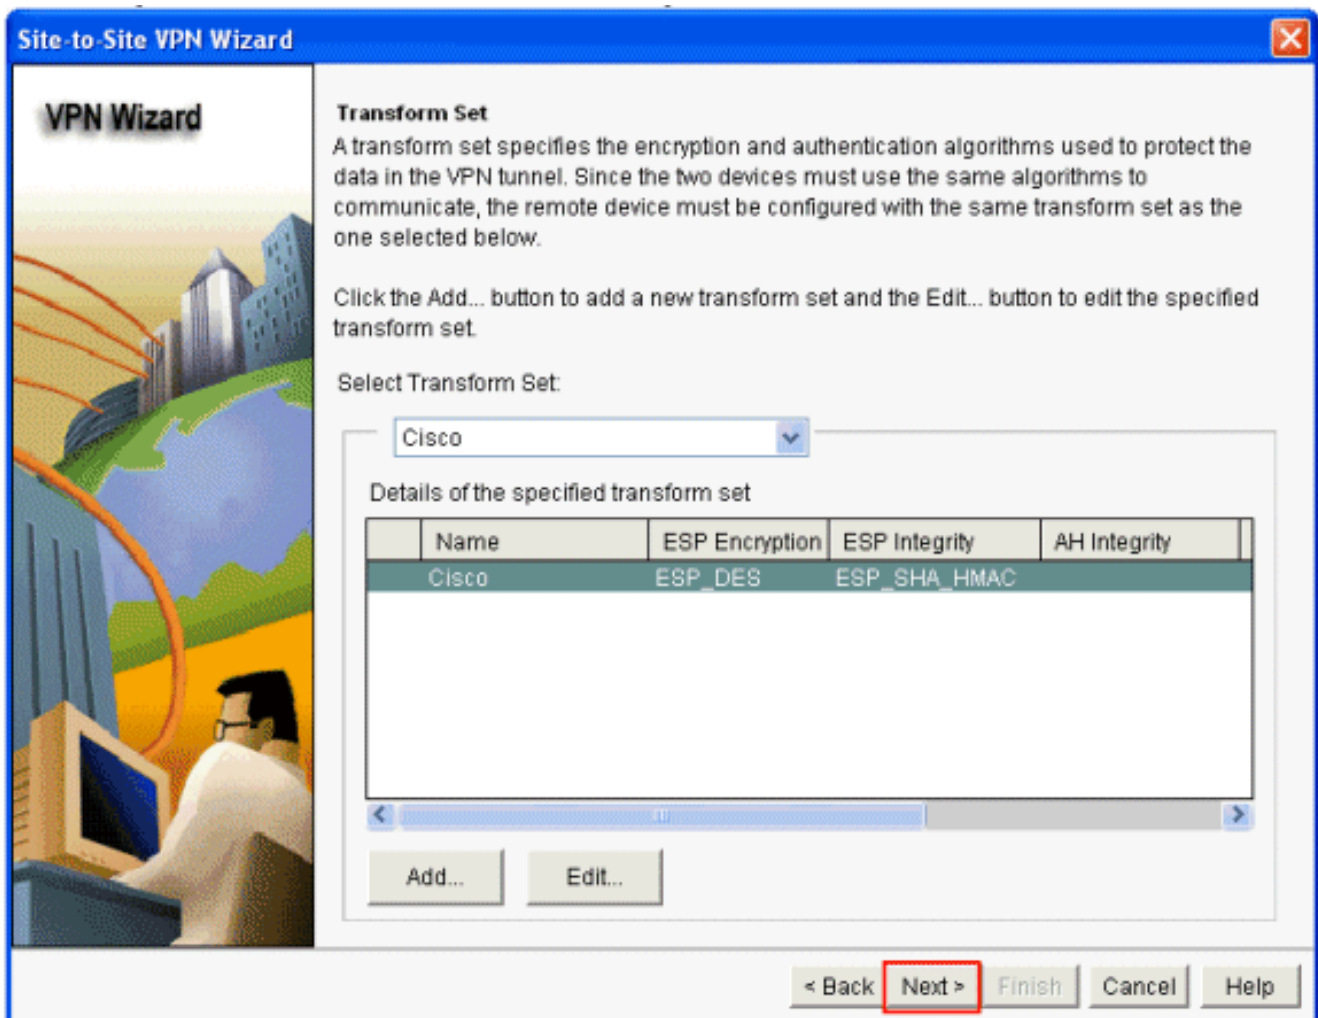 Site-to-Site VPN Wizard
VPN Wizard
Transform Set
A transform set specifies the encryption and authentication algorithms used to protect the
data in the VPN tunnel. Since the two devices must use the same algorithms to
communicate, the remote device must be configured with the same transform set as the
one selected below.
Click the Add... button to add a new transform set and the Edit... button to edit the specified
transform set.
Select Transform Set:
Cisco
Details of the specified transform set
Name ESP Encryption ESP Integrity AH Integrity
Cisco ESP_DES ESP_SHA_HMAC
Add... Edit...
< Back Next > Finish Cancel Help